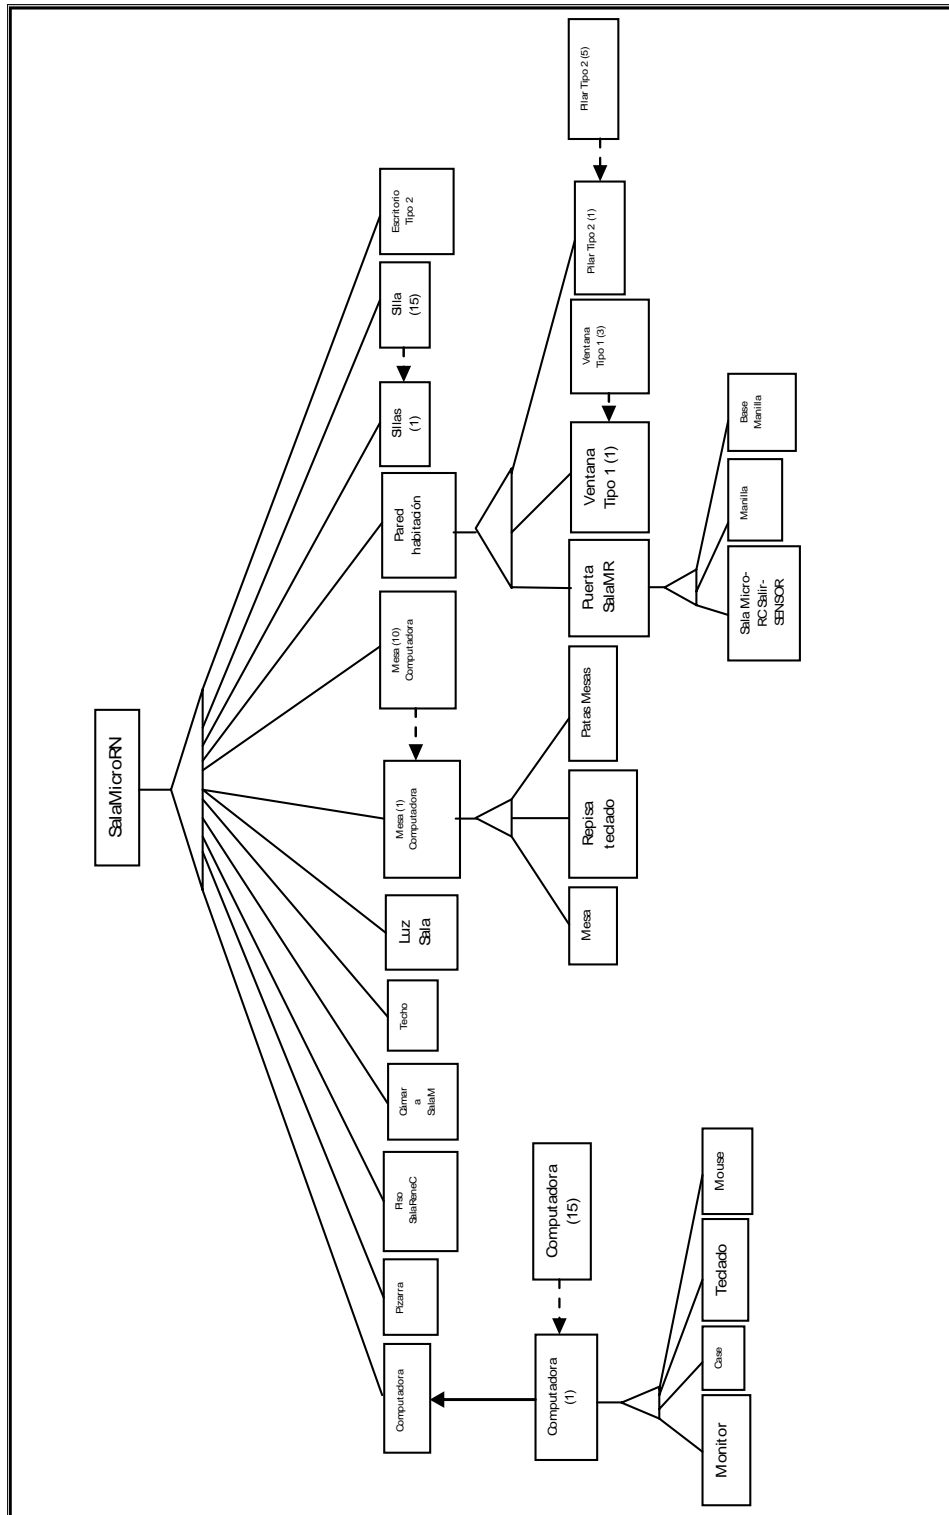 SalaMicroRN
Computadora
Pizarra
Piso
SalaReneC
Cámar
a
SalaM
Techo
Luz
Sala
Mesa (1)
Computadora
Mesa (10)
Computadora
Pared
habitación
Sillas
(1)
Silla
(15)
Escritorio
Tipo 2
Computadora
(1)
Computadora
(15)
Mesa
Repisa
teclado
Patas Mesas
Puerta
SalaMR
Ventana
Tipo 1 (1)
Ventana
Tipo 1 (3)
Pilar Tipo 2 (1)
Pilar Tipo 2 (5)
Monitor
Case
Teclado
Mouse
Sala Micro-
RC Salir-
SENSOR
Manilla
Base
Manilla